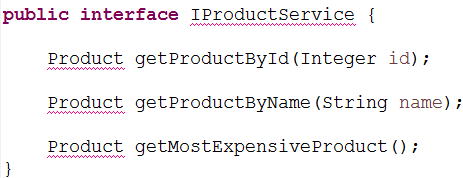 public interface IProductService {
Product getProductById(Integer id);
Product getProductByName(String name);
Product getMostExpensiveProduct();
}